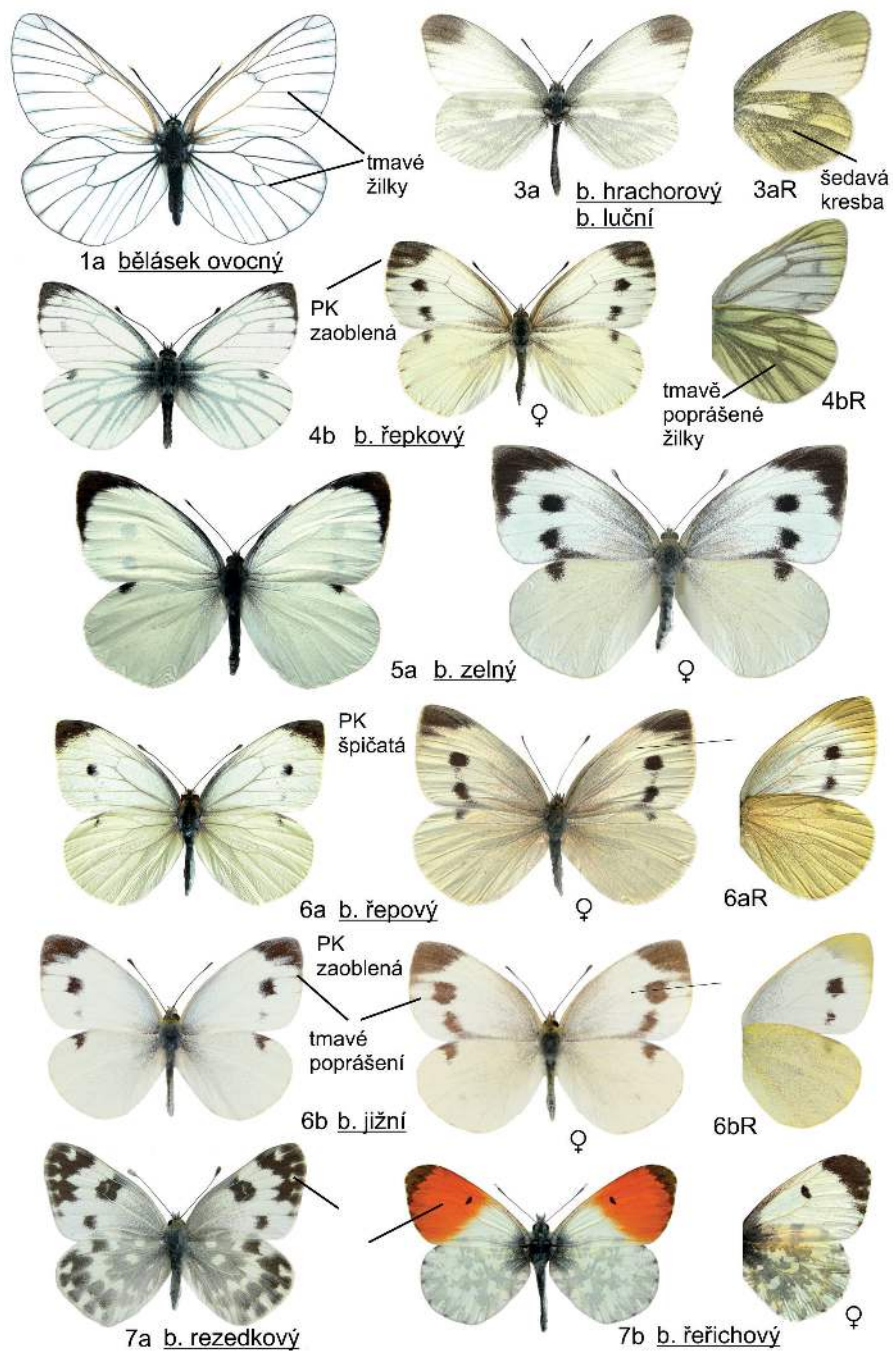 tmavé
žilky
1a bělásek ovocný
3a
b. hrachorový
b. luční
3aR
šedavá
kresba
PK
zaoblená
4b b. řepkový
♀
tmavě
poprášené
žilky
4bR
5a b. zelný
♀
PK
špičatá
6a b. řepový
♀
6aR
PK
zaoblená
tmavé
poprášení
6b b. jižní
♀
6bR
7a b. rezedkový
7b b. řeřichový
♀